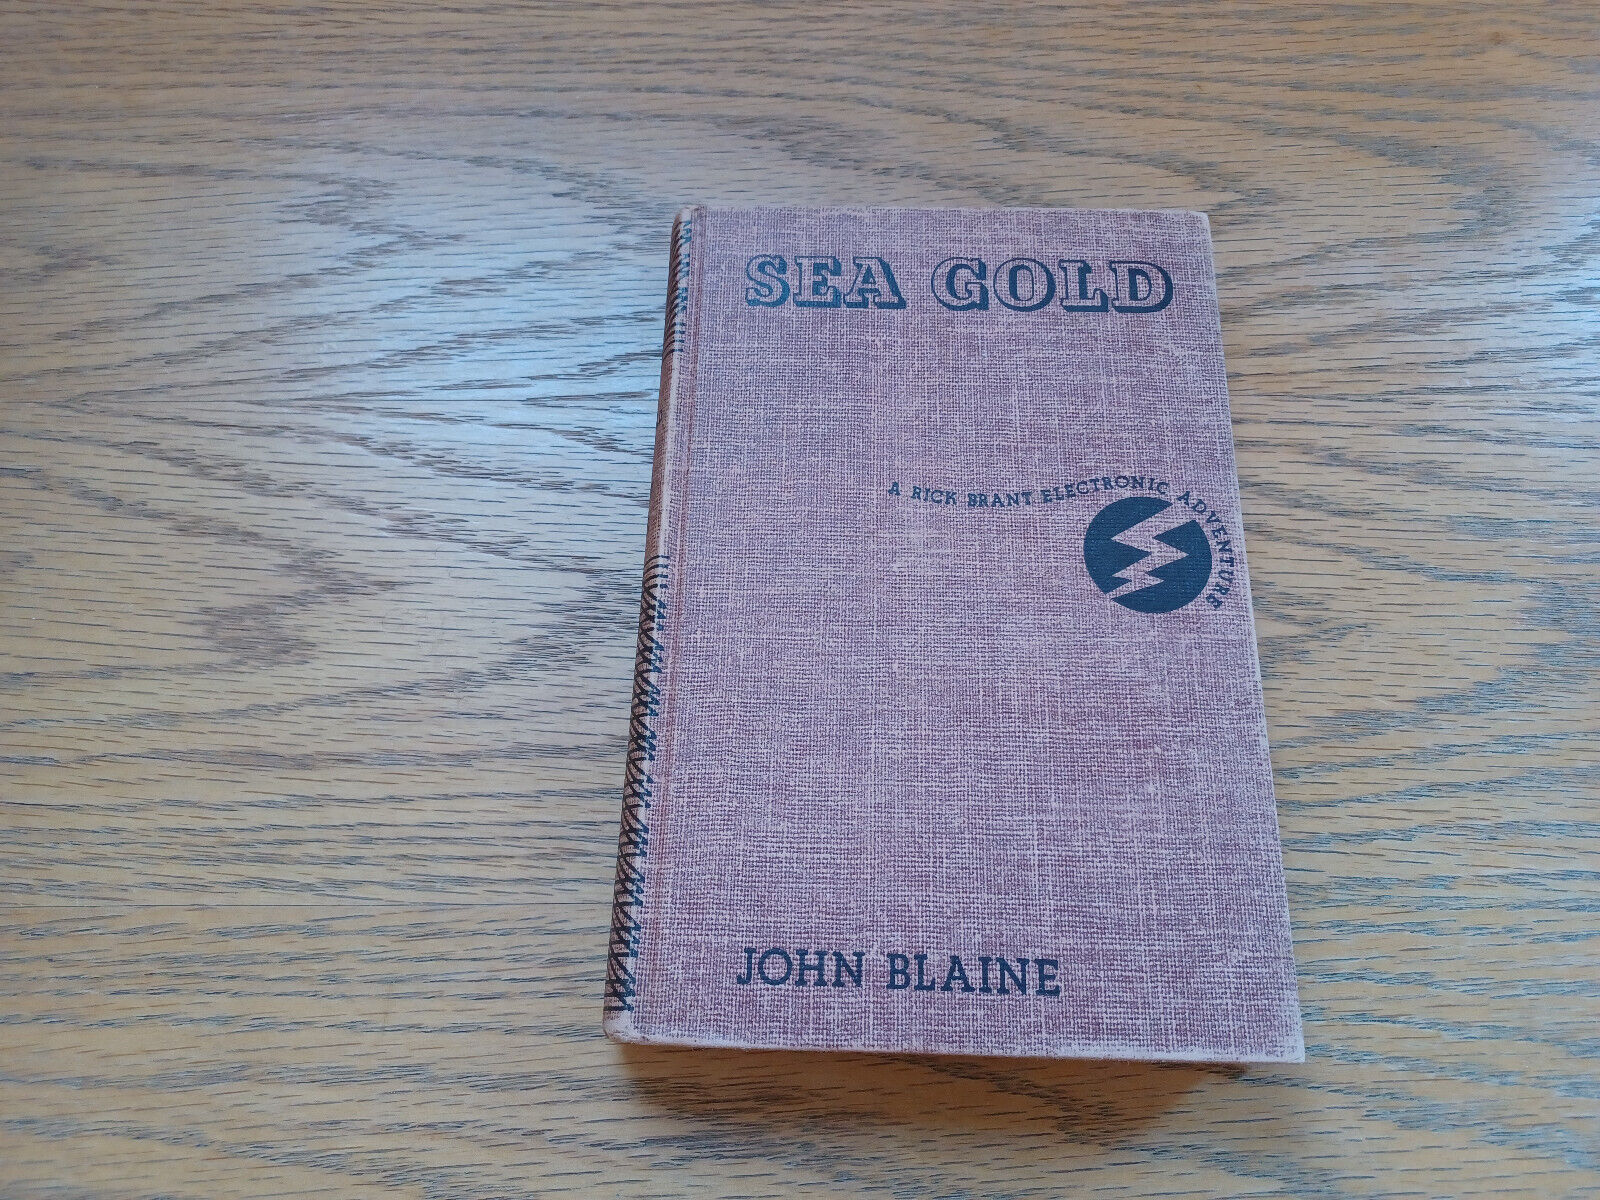 SEA GOLD
A RICK BRANT ELECTRONIC ADVENTURE
JOHN BLAINE